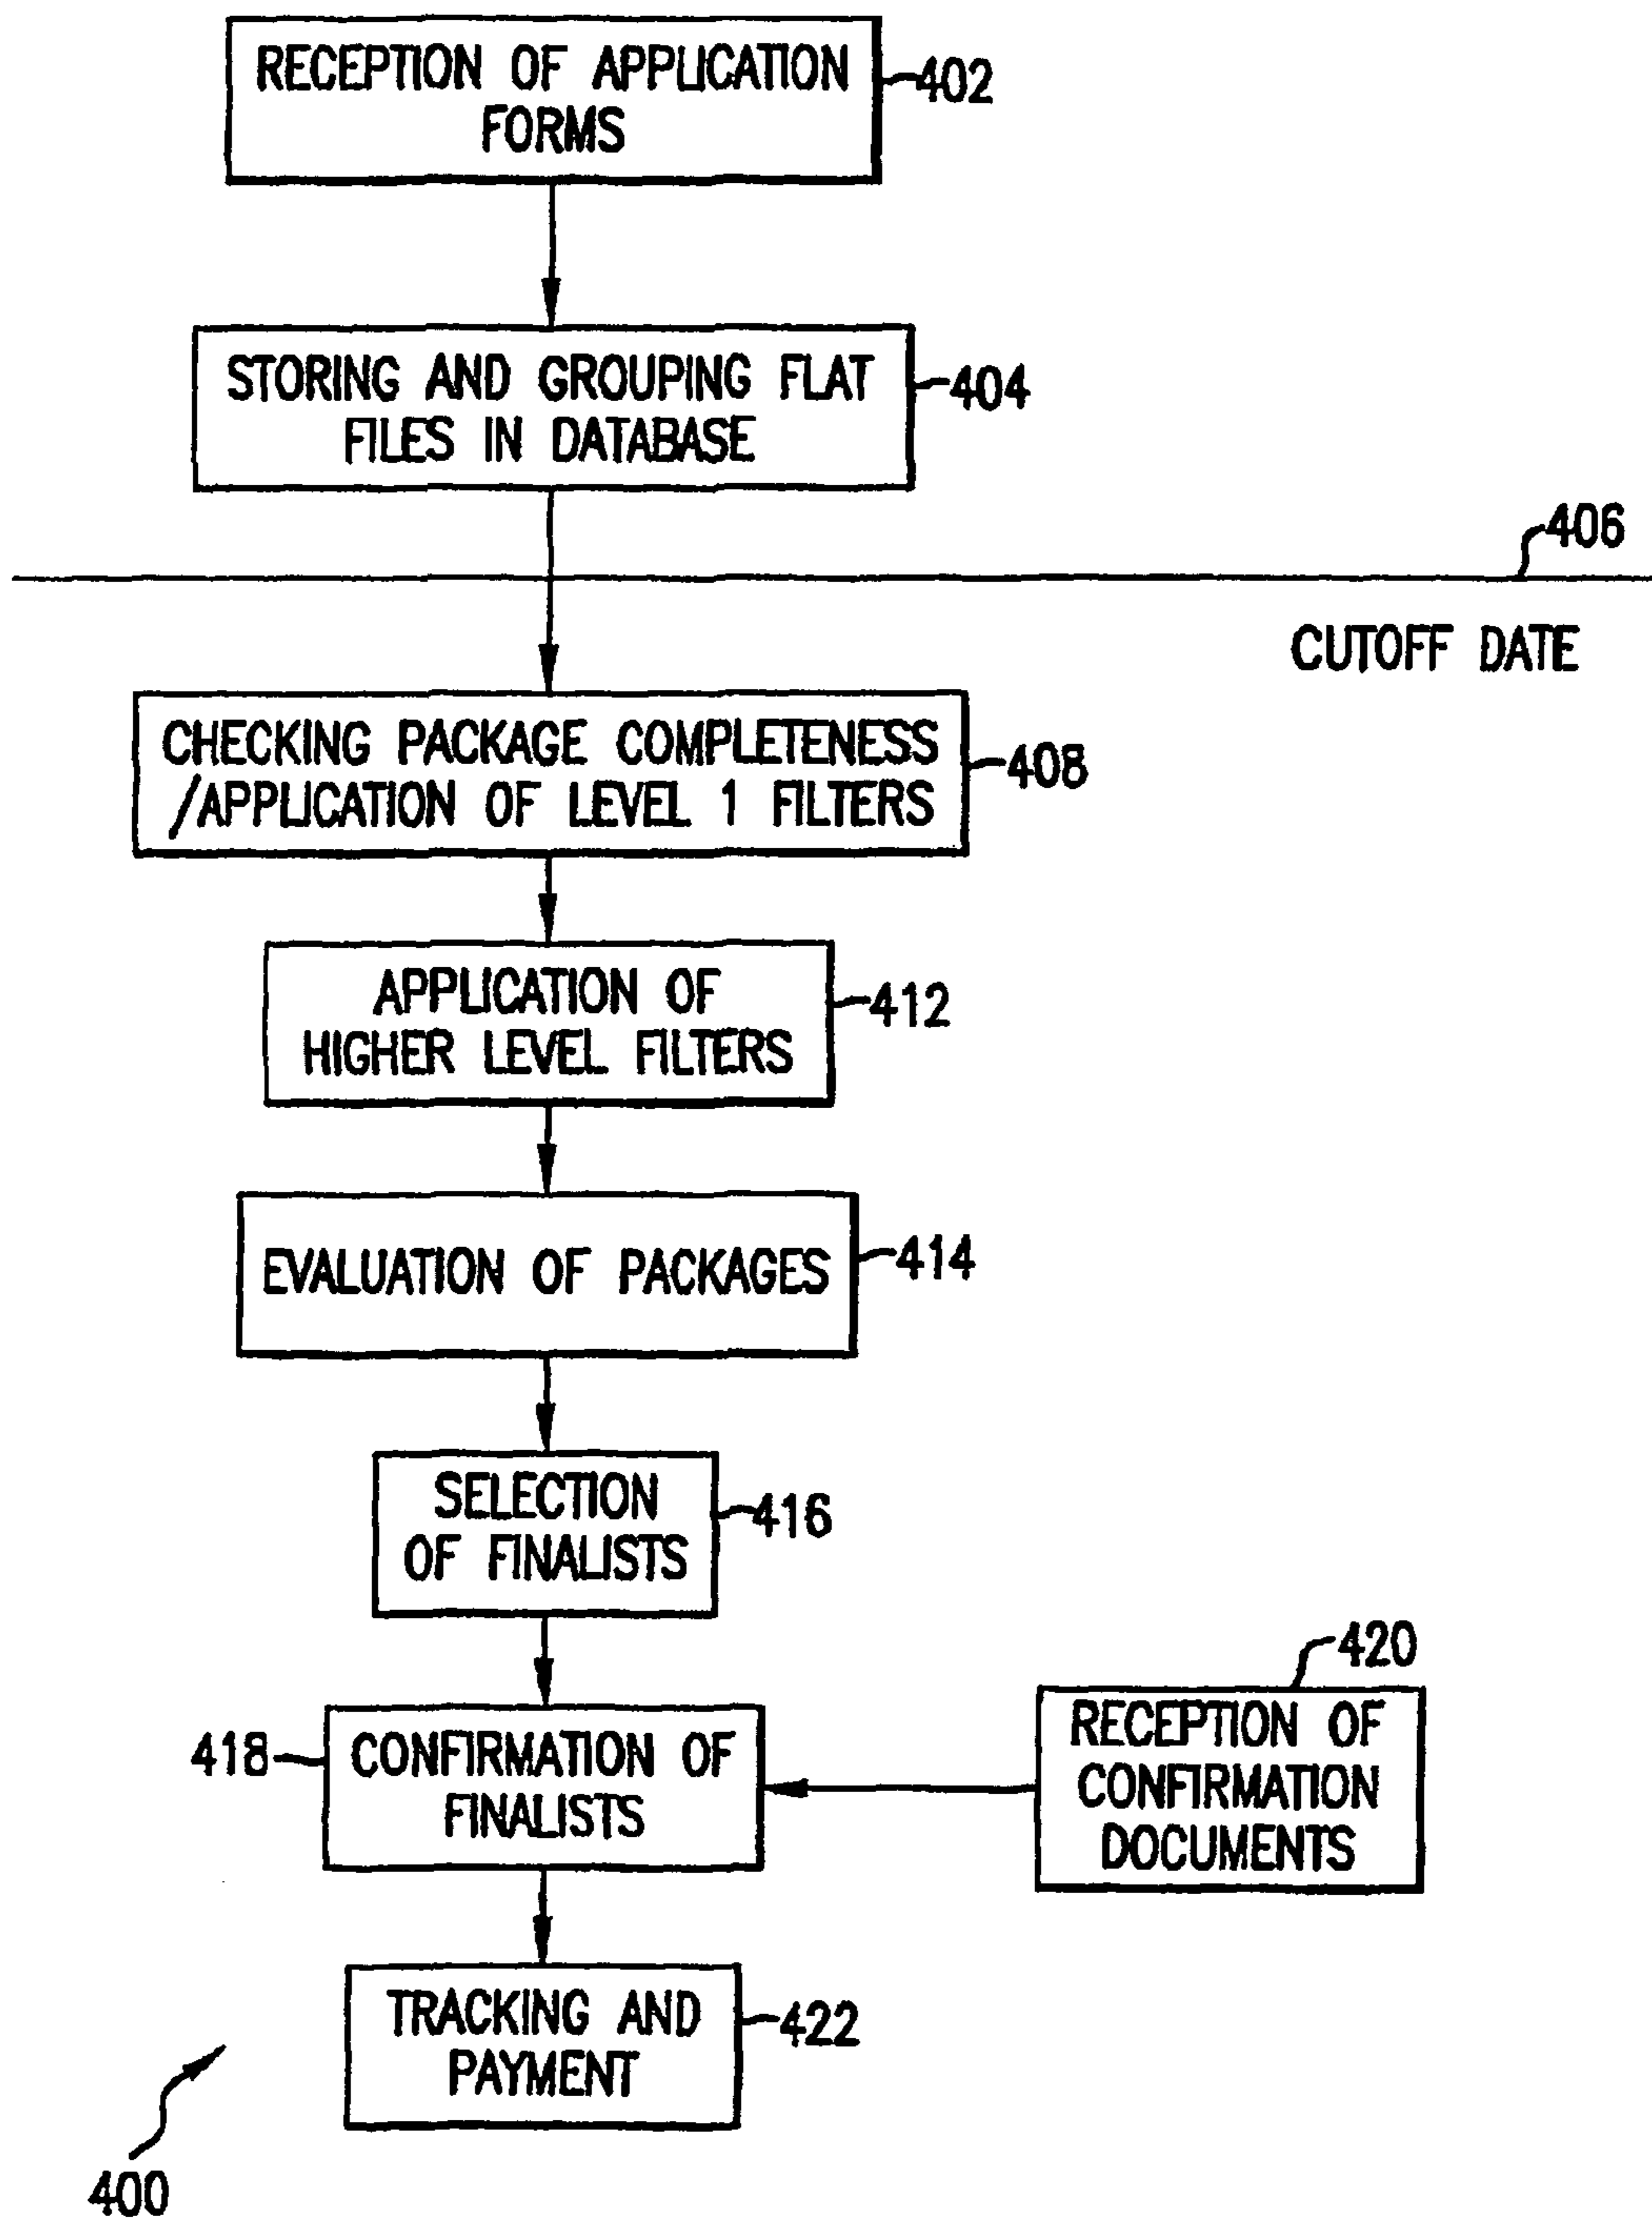 RECEPTION OF APPLICATION
FORMS
402
STORING AND GROUPING FLAT
FILES IN DATABASE
404
406
CUTOFF DATE
CHECKING PACKAGE COMPLETENESS
/APPLICATION OF LEVEL 1 FILTERS
408
APPLICATION OF
HIGHER LEVEL FILTERS
412
EVALUATION OF PACKAGES
414
SELECTION
OF FINALISTS
416
418
CONFIRMATION OF
FINALISTS
420
RECEPTION OF
CONFIRMATION
DOCUMENTS
TRACKING AND
PAYMENT
422
400